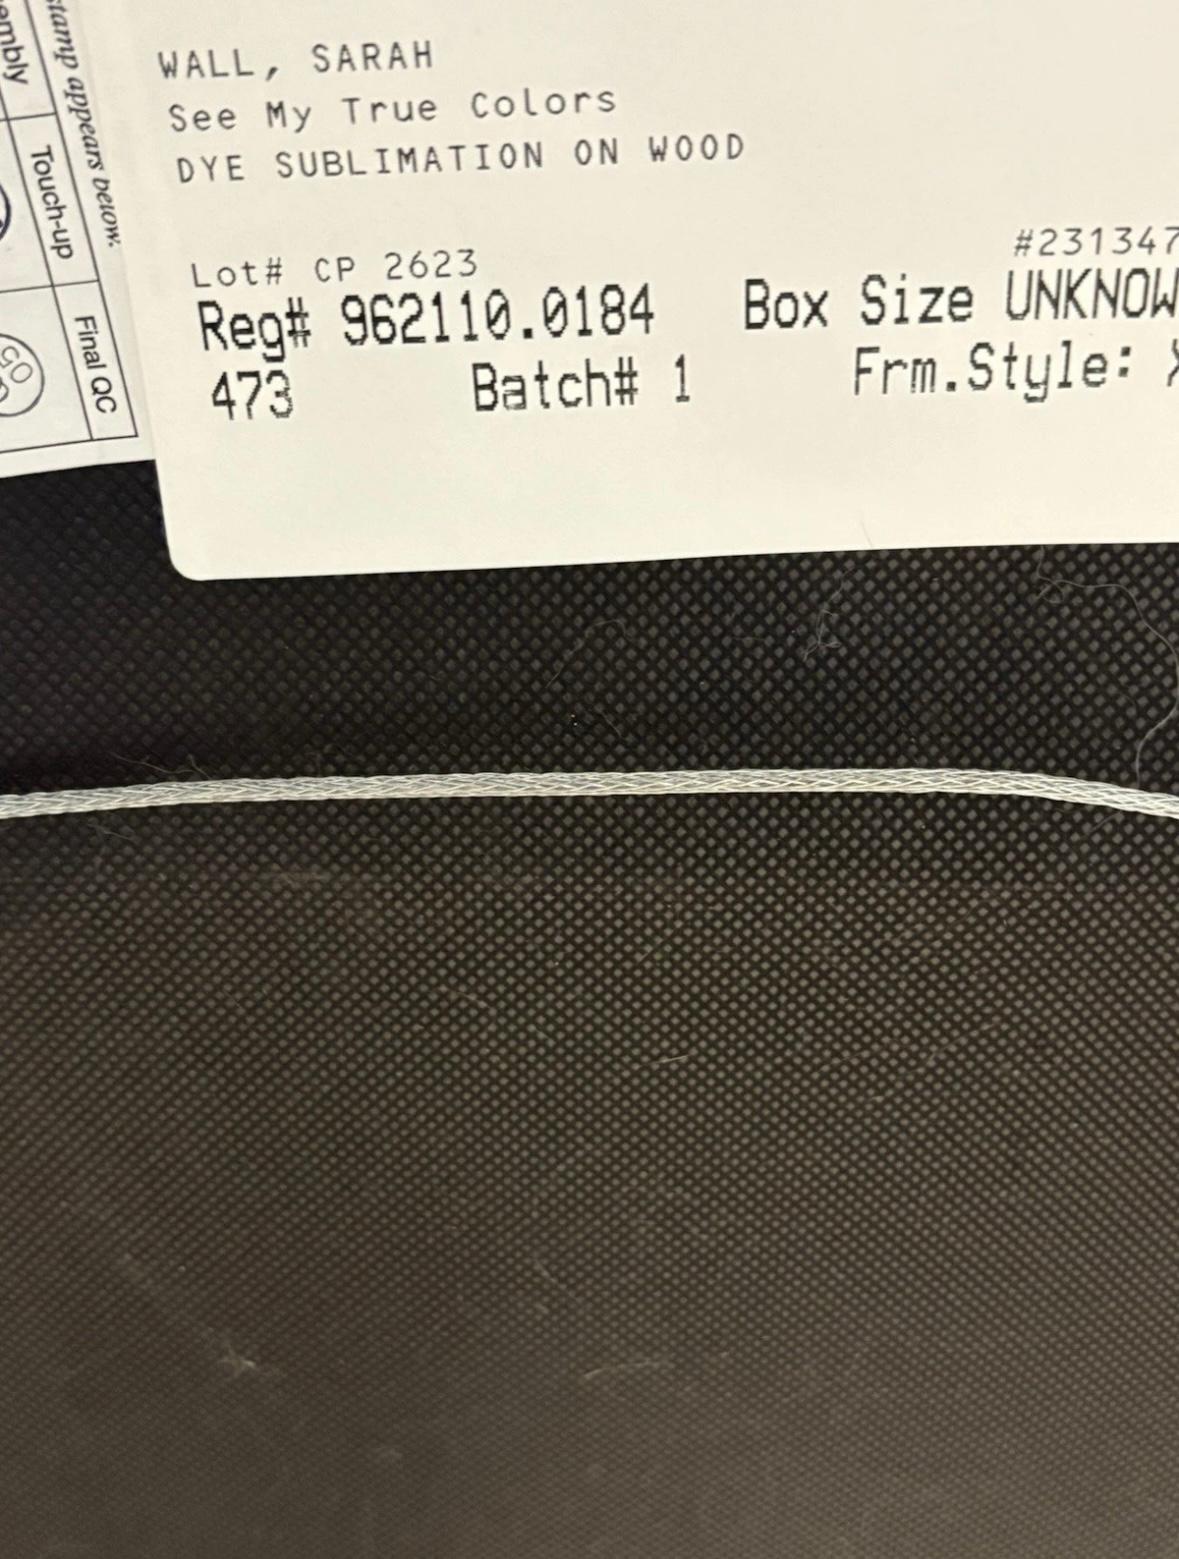 WALL, SARAH
See My True Colors
DYE SUBLIMATION ON WOOD
#231347
Lot# CP 2623
Reg# 962110.0184 Box Size UNKNOW
473 Batch# 1 Frm.Style:
stamp appears below.
Touch-up
Final QC